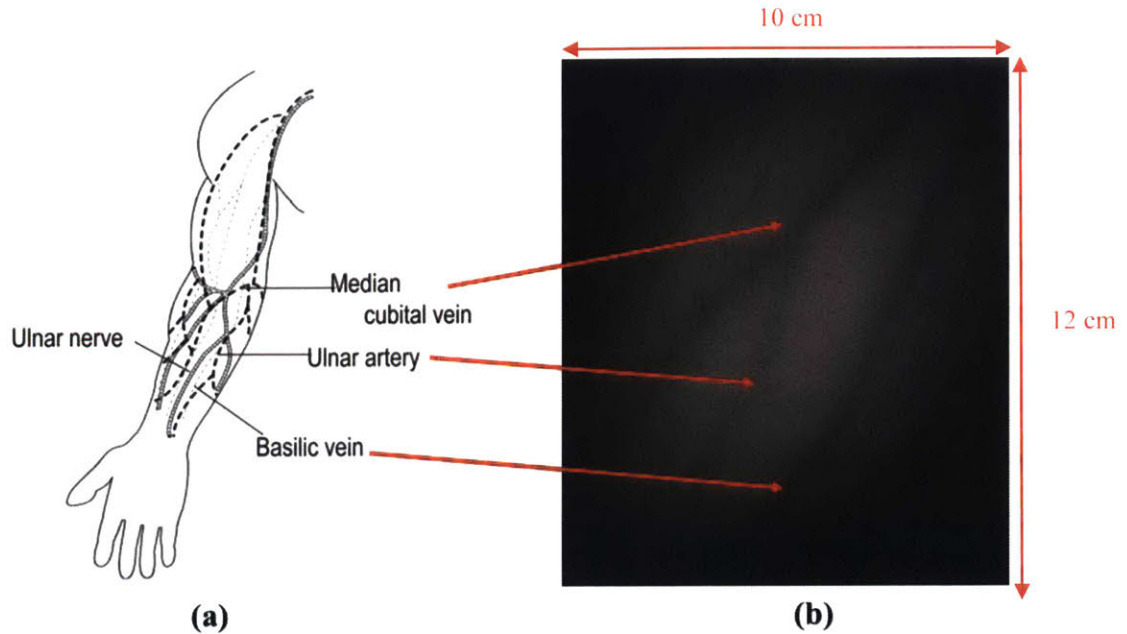 10 cm
Median
cubital vein
Ulnar nerve
12 cm
Ulnar artery
Basilic vein
(a)
(b)